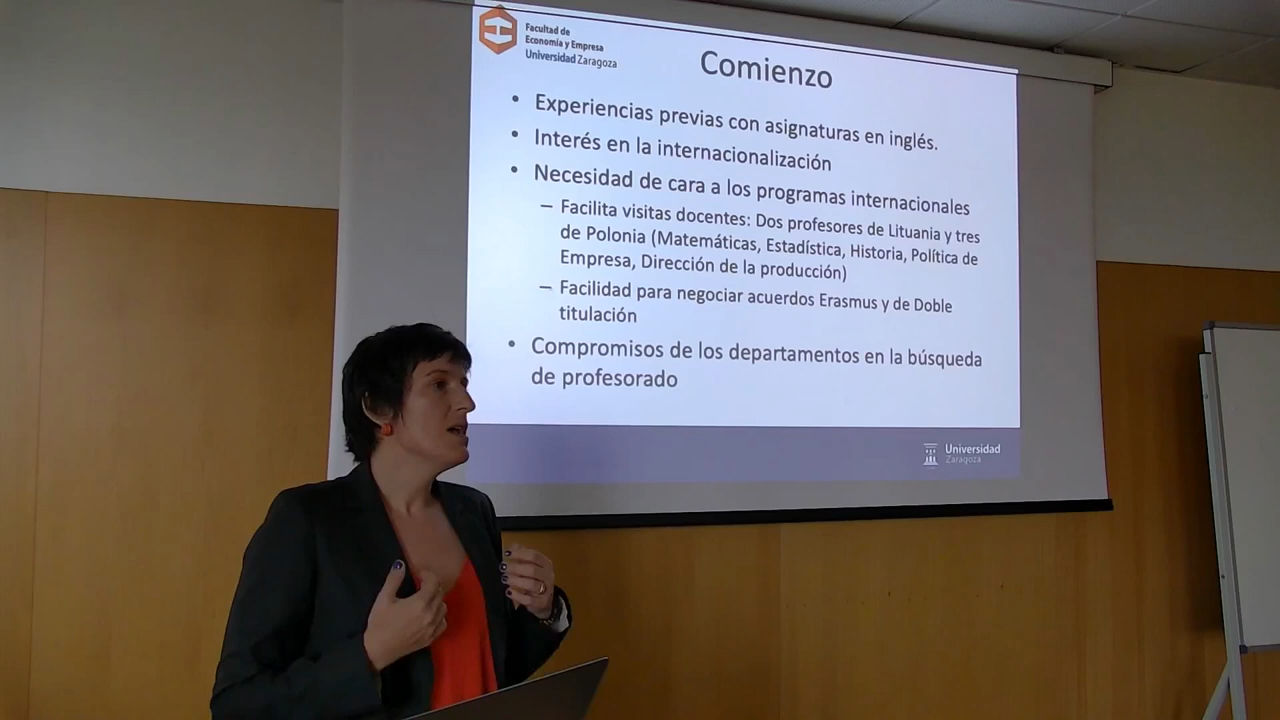 Facultad de
Economía y Empresa
Universidad Zaragoza
Comienzo
• Experiencias previas con asignaturas en inglés.
• Interés en la internacionalización
• Necesidad de cara a los programas internacionales
– Facilita visitas docentes: Dos profesores de Lituania y tres
de Polonia (Matemáticas, Estadística, Historia, Política de
Empresa, Dirección de la producción)
– Facilidad para negociar acuerdos Erasmus y de Doble
titulación
• Compromisos de los departamentos en la búsqueda
de profesorado
Universidad
Zaragoza